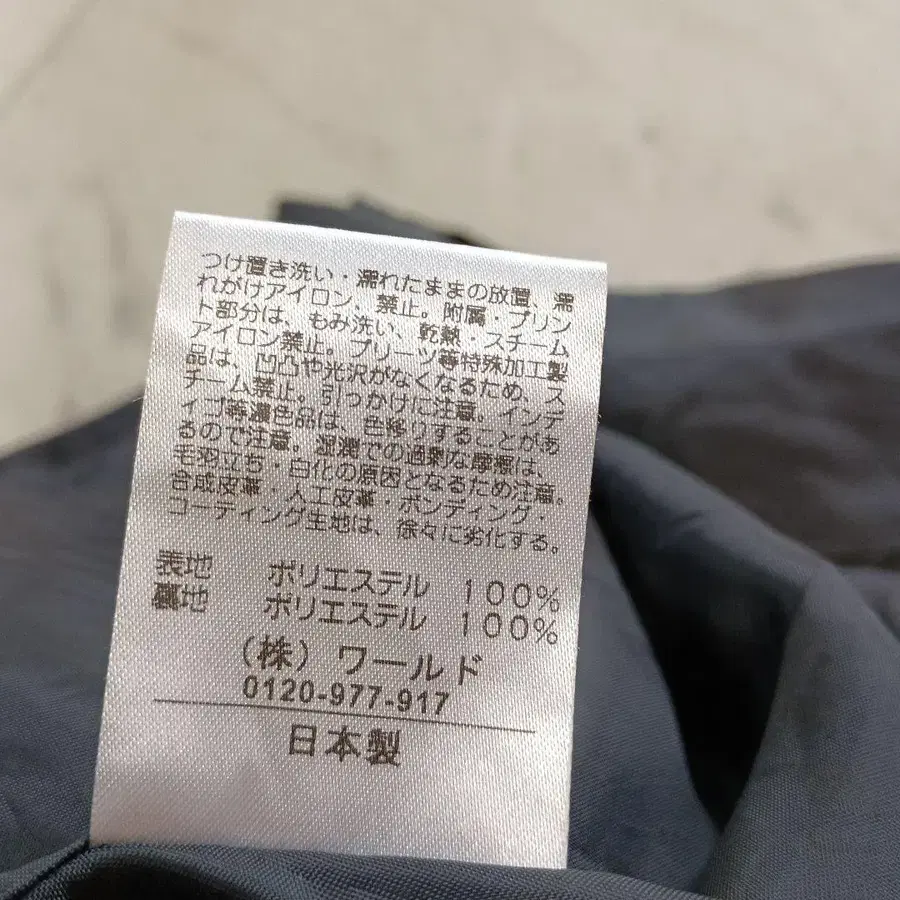 つけ置き洗い・濡れたままの放置、濡
れがけアイロン、禁止。附属・プリン
ト部分は、もみ洗い、乾熱・スチーム
アイロン禁止。プリーツ等特殊加工製
品は、凹凸や光沢がなくなるため、ス
チーム禁止。引っかけに注意。インデ
ィゴ等濃色品は、色移りすることがあ
るので注意。湿潤での過剰な摩擦は、
毛羽立ち・白化の原因となるため注意。
合成皮革・人工皮革・ボンディング・
コーティング生地は、徐々に劣化する。
表地 ポリエステル 100%
裏地 ポリエステル 100%
(株) ワールド
0120-977-917
日本製